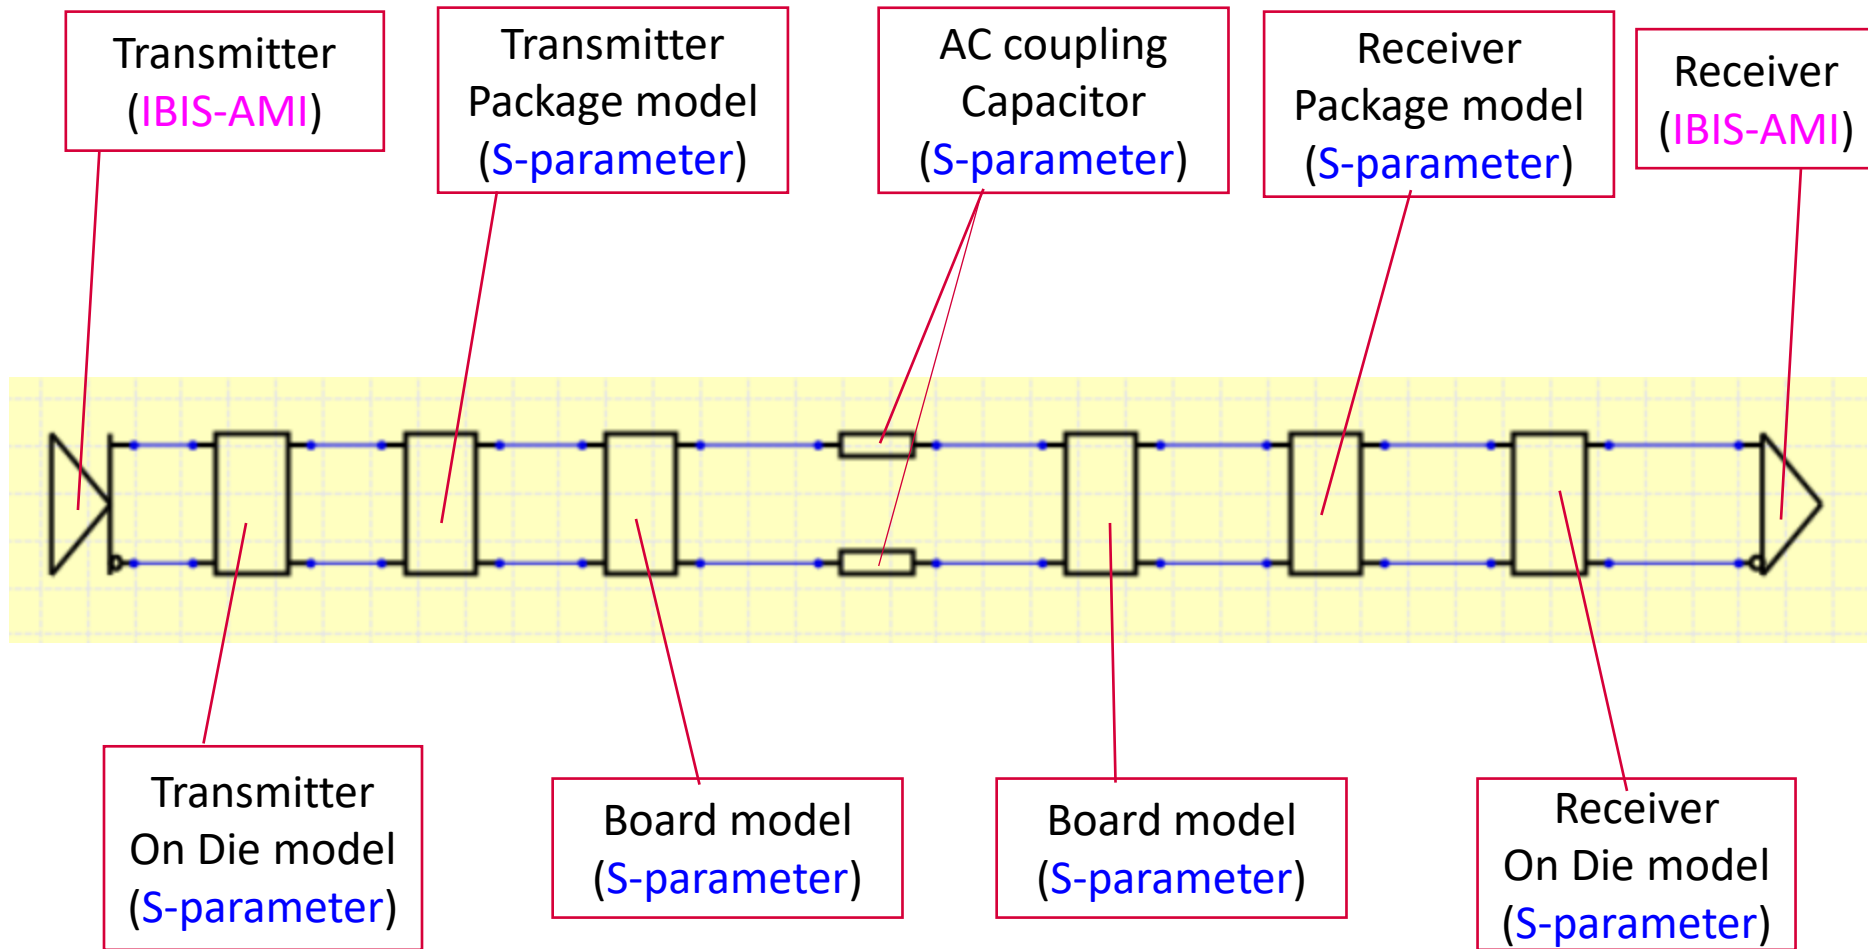 Transmitter
(IBIS-AMI)
Transmitter
Package model
(S-parameter)
AC coupling
Capacitor
(S-parameter)
Receiver
Package model
(S-parameter)
Receiver
(IBIS-AMI)
Transmitter
On Die model
(S-parameter)
Board model
(S-parameter)
Board model
(S-parameter)
Receiver
On Die model
(S-parameter)